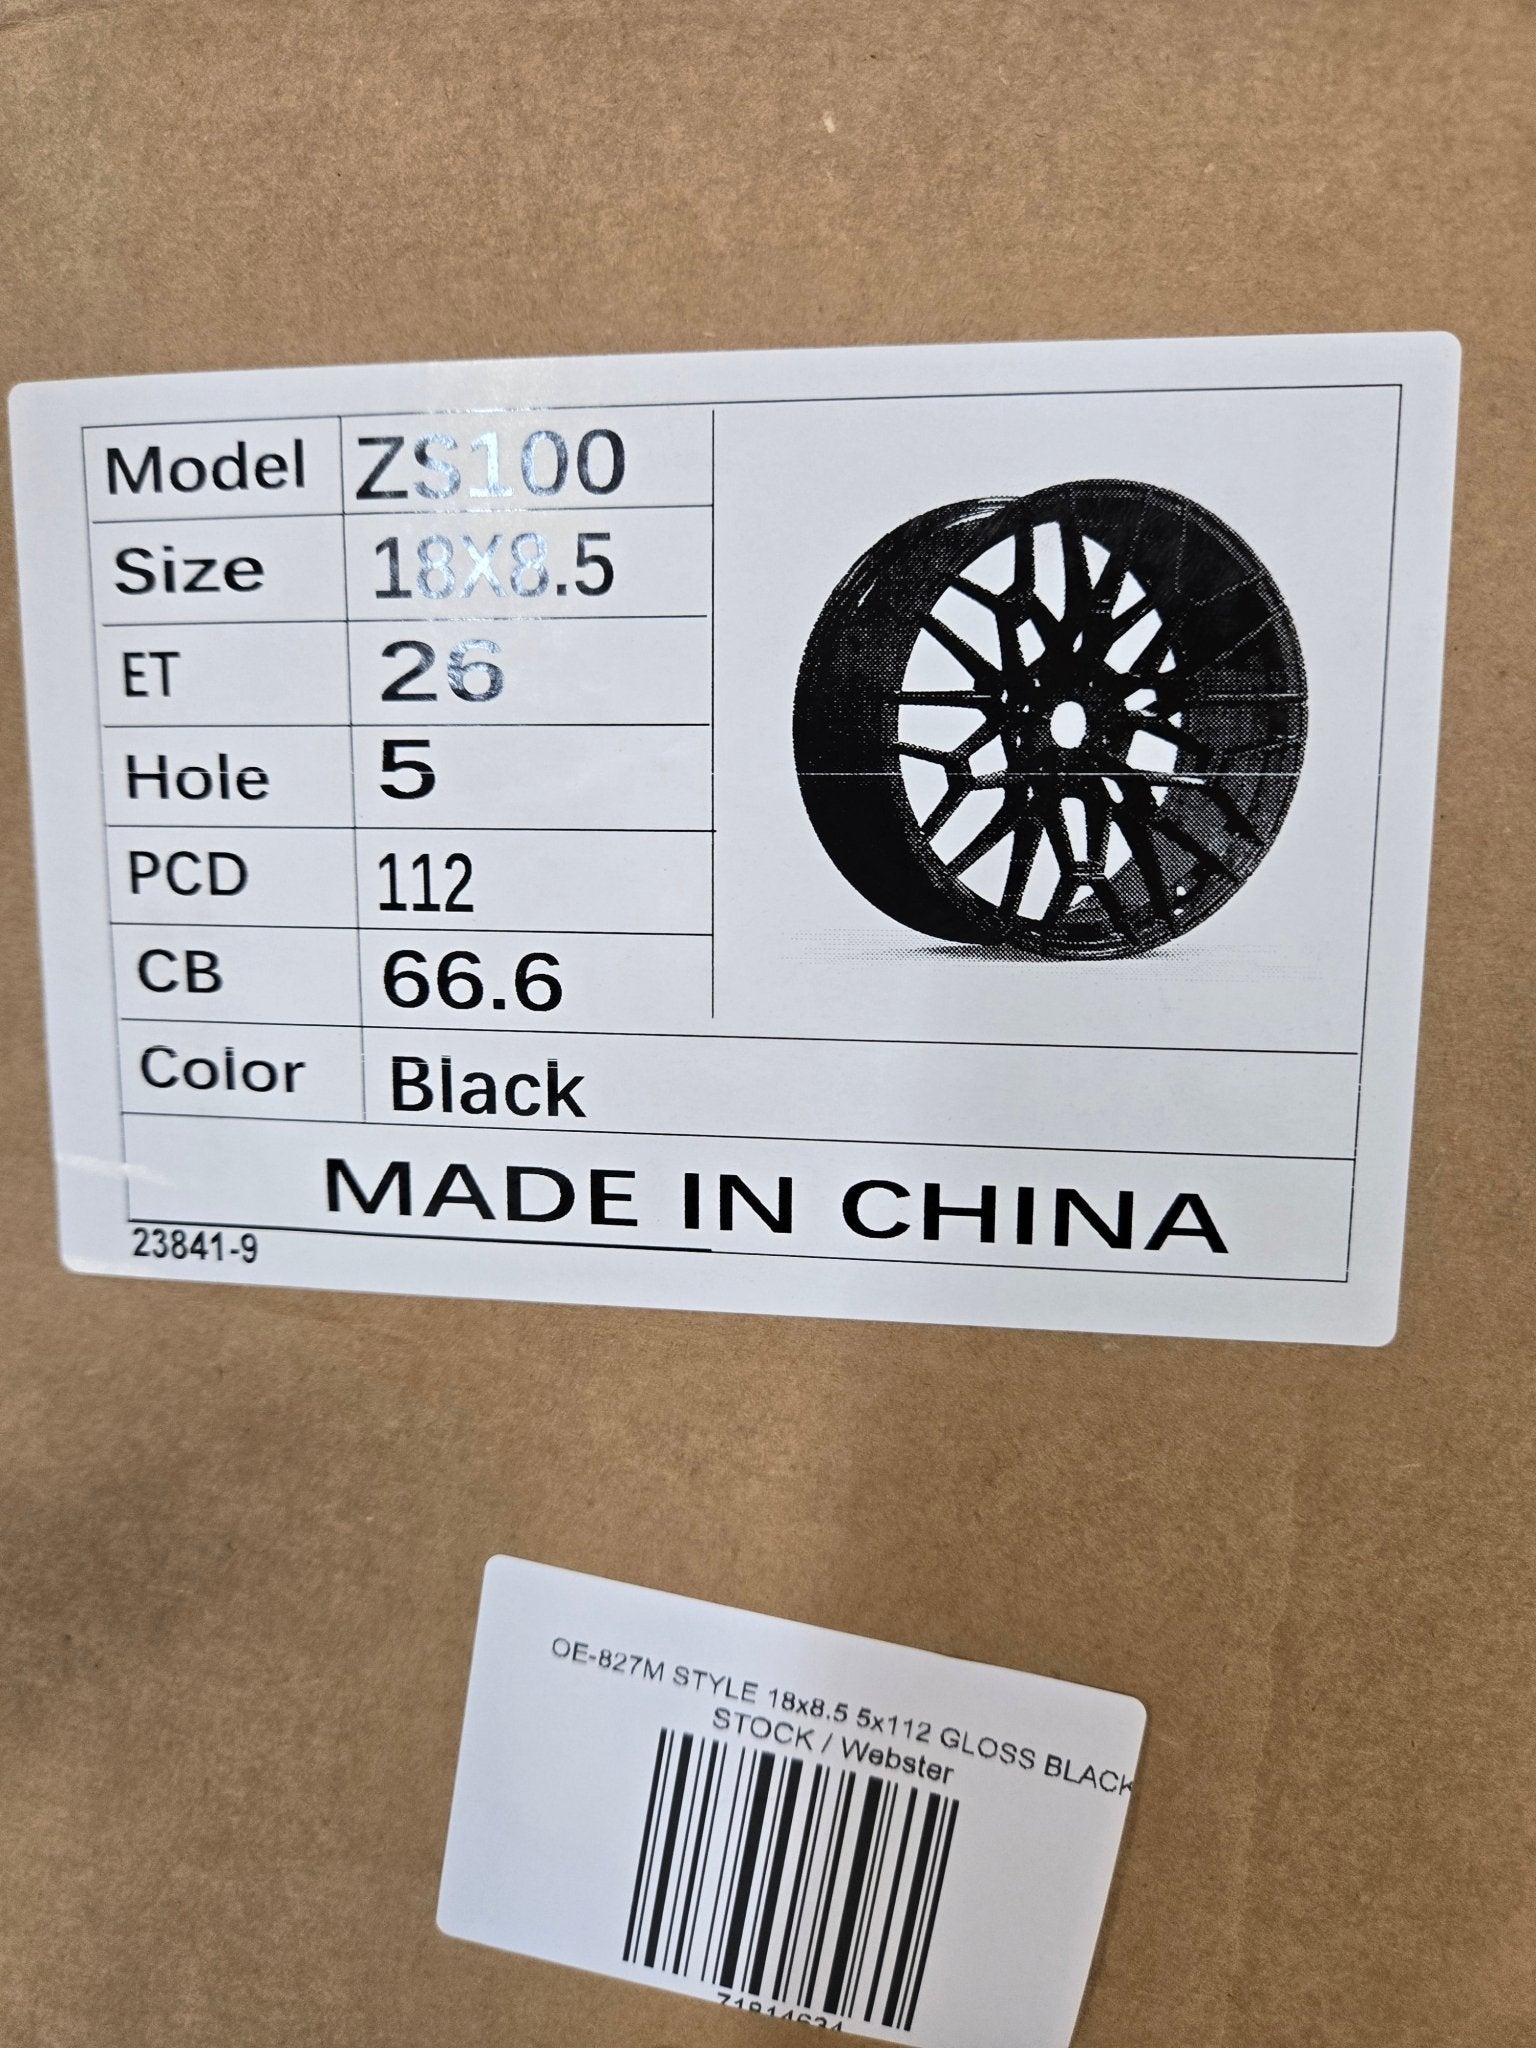 Model ZS100
Size 18X8.5
ET 26
Hole 5
PCD 112
CB 66.6
Color Black
MADE IN CHINA
23841-9
OE-827M STYLE 18x8.5 5x112 GLOSS BLACK
STOCK / Webster
71814634